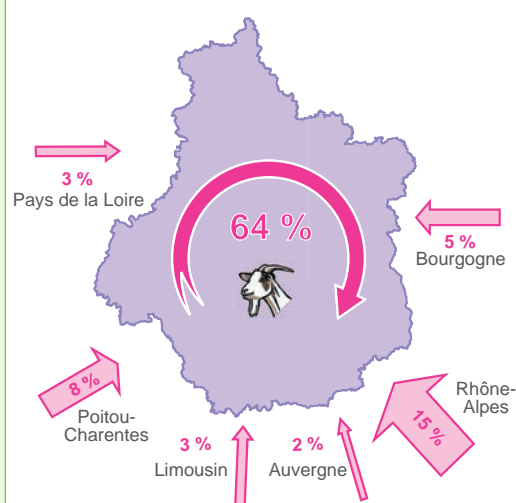 3 %
Pays de la Loire
64 %
5 %
Bourgogne
8 %
Poitou-
Charentes
3 %
Limousin
2 %
Auvergne
15 %
Rhône-
Alpes